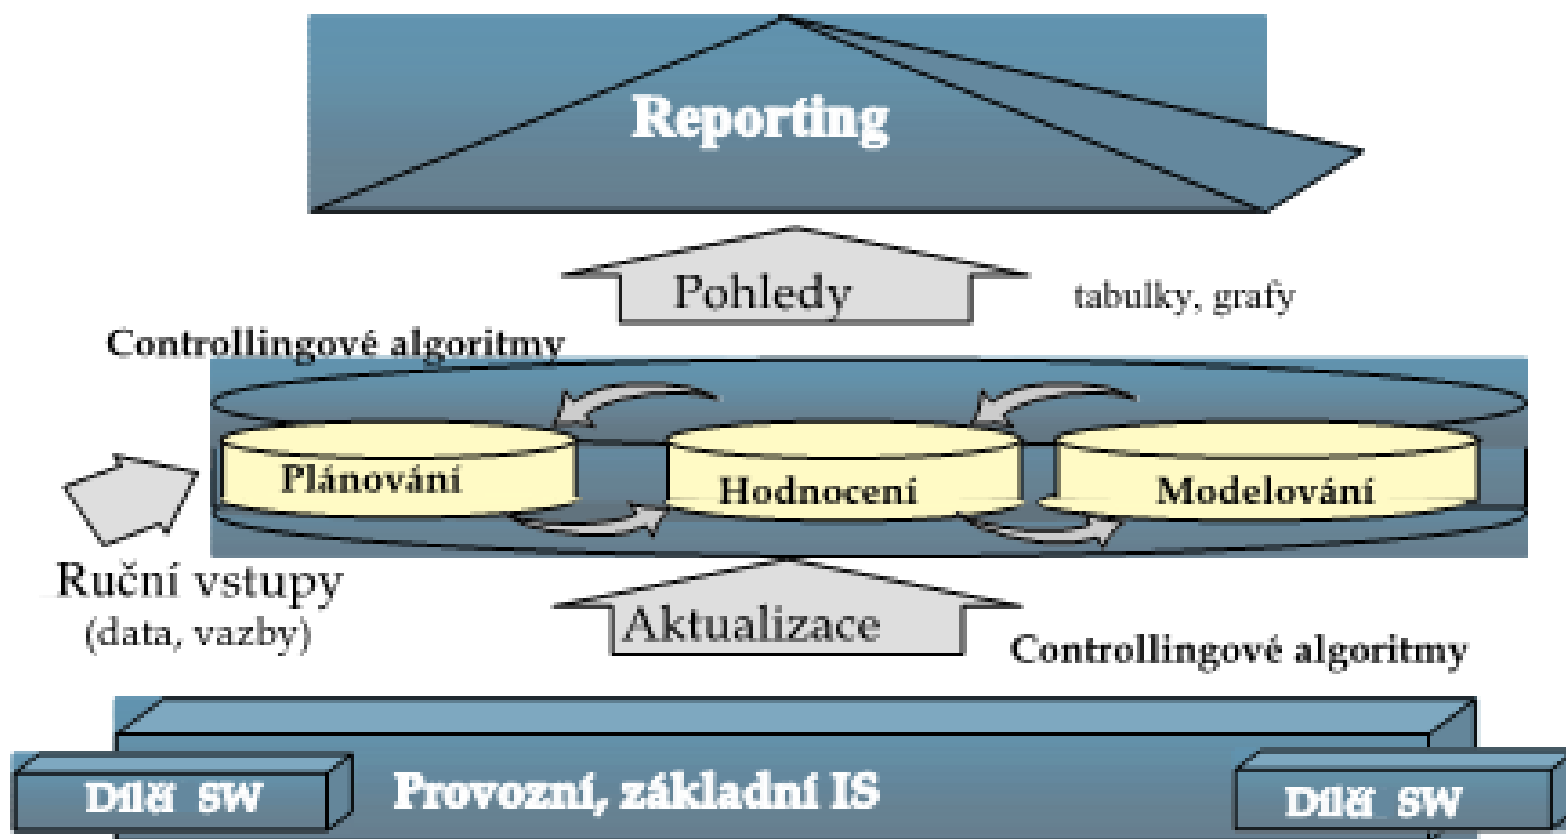 Reporting
Pohledy
tabulky, grafy
Controllingové algoritmy
Plánování
Hodnocení
Modelování
Ruční vstupy
(data, vazby)
Aktualizace
Controllingové algoritmy
Dílčí SW
Provozní, základní IS
Dílčí SW